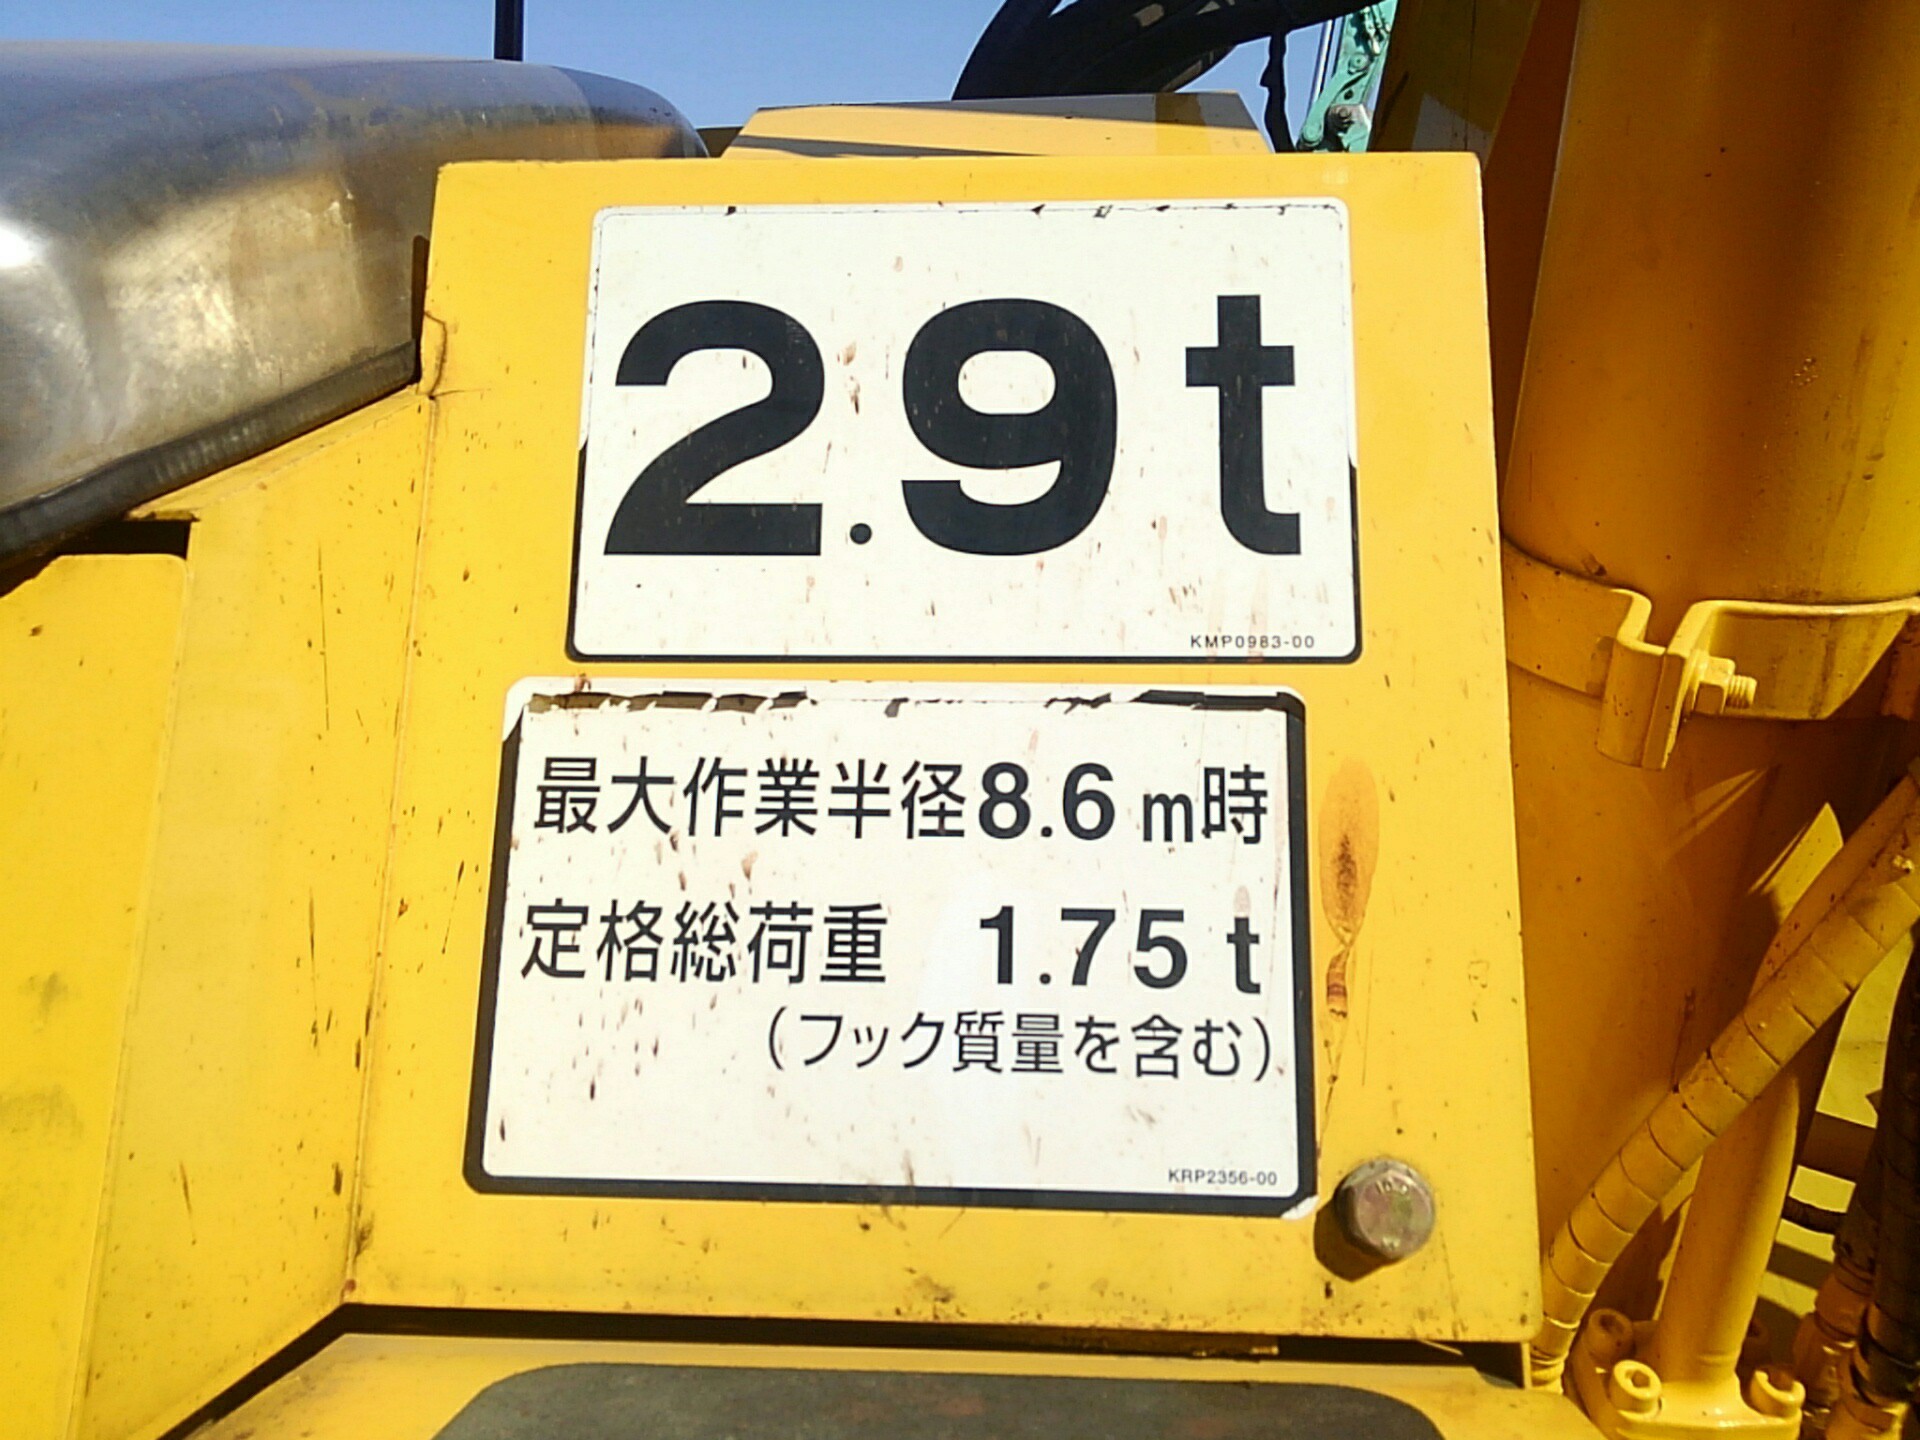 2.9t
KMP0983-00
最大作業半径8.6m時
定格総荷重 1.75t
(フック質量を含む)
KRP2356-00